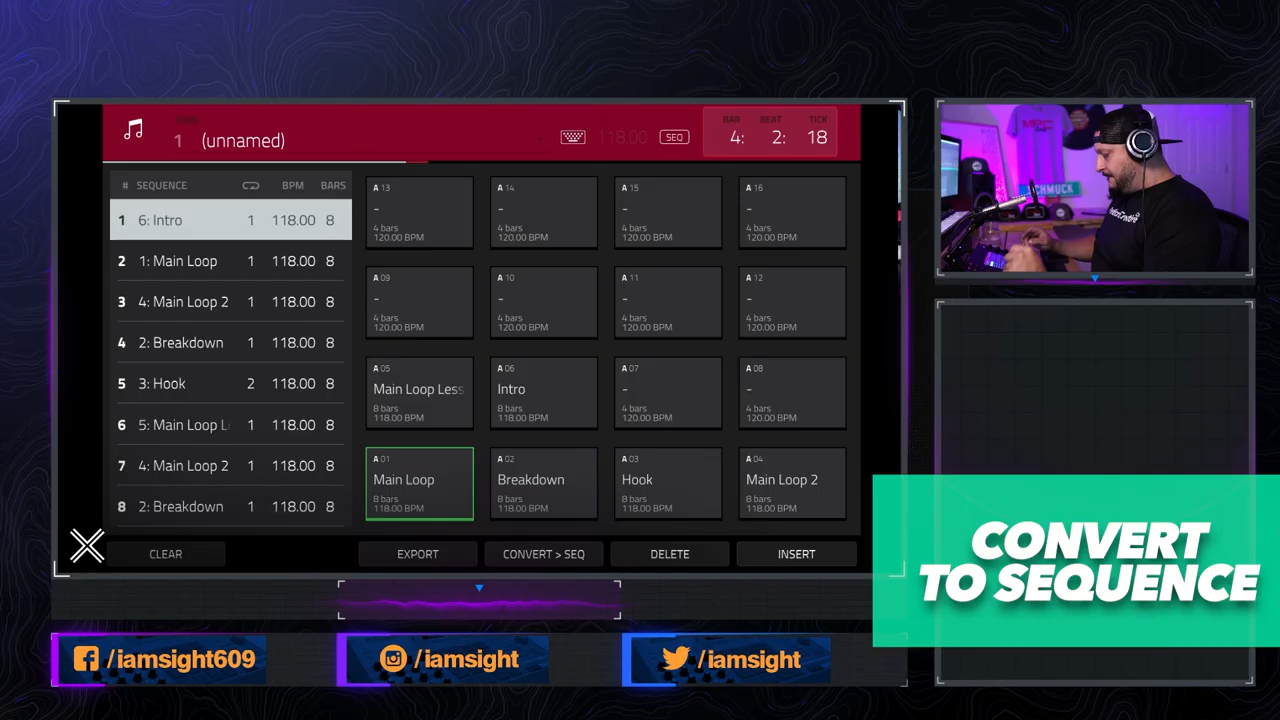 1 (unnamed)
118.00 SEQ
BAR BEAT TICK
4: 2: 18
# SEQUENCE BPM BARS
1 6: Intro 1 118.00 8
2 1: Main Loop 1 118.00 8
3 4: Main Loop 2 1 118.00 8
4 2: Breakdown 1 118.00 8
5 3: Hook 2 118.00 8
6 5: Main Loop 1 118.00 8
7 4: Main Loop 2 1 118.00 8
8 2: Breakdown 1 118.00 8
A 13
-
4 bars
120.00 BPM
A 14
-
4 bars
120.00 BPM
A 15
-
4 bars
120.00 BPM
A 16
-
4 bars
120.00 BPM
A 09
-
4 bars
120.00 BPM
A 10
-
4 bars
120.00 BPM
A 11
-
4 bars
120.00 BPM
A 12
-
4 bars
120.00 BPM
A 05
Main Loop Less
8 bars
118.00 BPM
A 06
Intro
8 bars
118.00 BPM
A 07
-
4 bars
120.00 BPM
A 08
-
4 bars
120.00 BPM
A 01
Main Loop
8 bars
118.00 BPM
A 02
Breakdown
8 bars
118.00 BPM
A 03
Hook
8 bars
118.00 BPM
A 04
Main Loop 2
8 bars
118.00 BPM
CLEAR
EXPORT
CONVERT > SEQ
DELETE
INSERT
SCHMUCK
MPC
CONVERT
TO SEQUENCE
/iamsight609
/iamsight
/iamsight